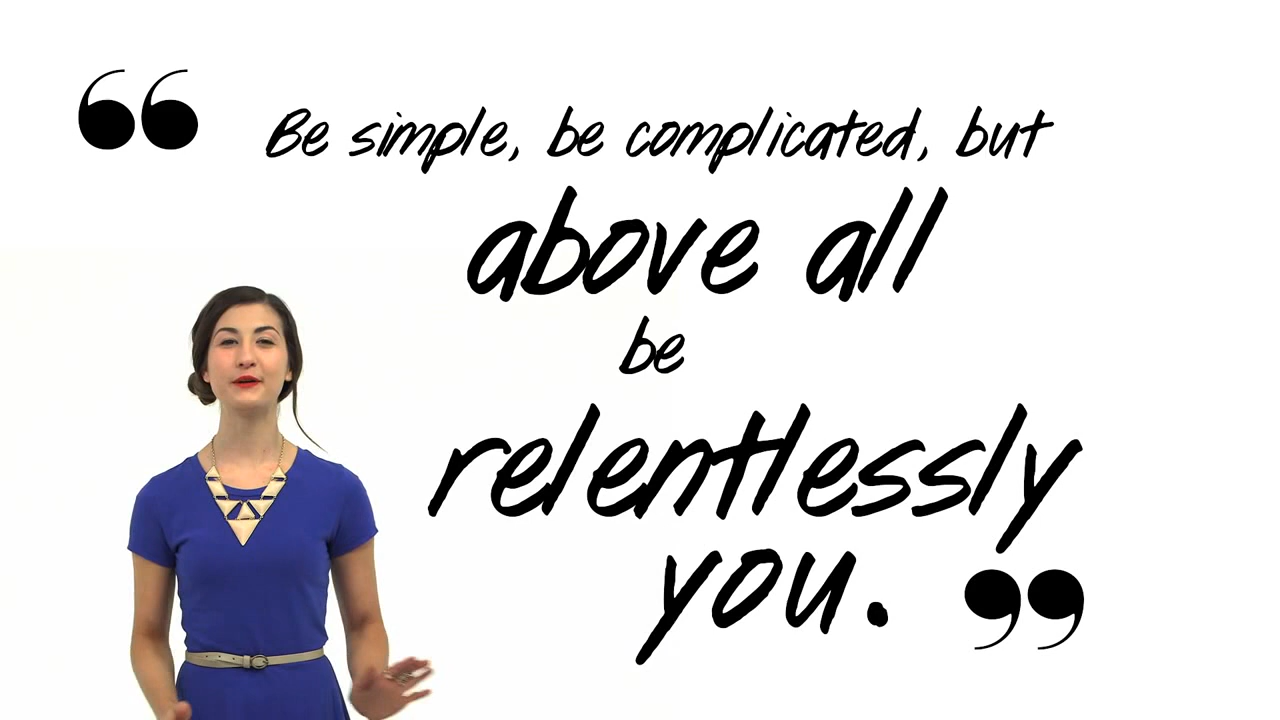 “ Be simple, be complicated, but
above all
be
relentlessly
you. ”